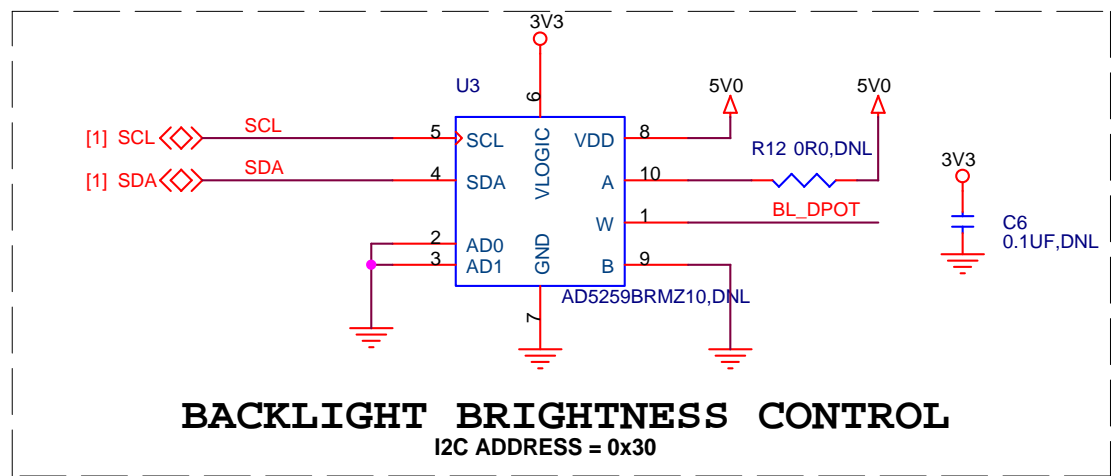 3V3
U3
6
5V0
5V0
[1] SCL
SCL
5
SCL
VLOGIC
VDD
8
R12 0R0,DNL
[1] SDA
SDA
4
SDA
A
10
3V3
BL_DPOT
W
1
C6
0.1UF,DNL
2
AD0
3
AD1
GND
B
9
AD5259BRMZ10,DNL
7
BACKLIGHT BRIGHTNESS CONTROL
I2C ADDRESS = 0x30